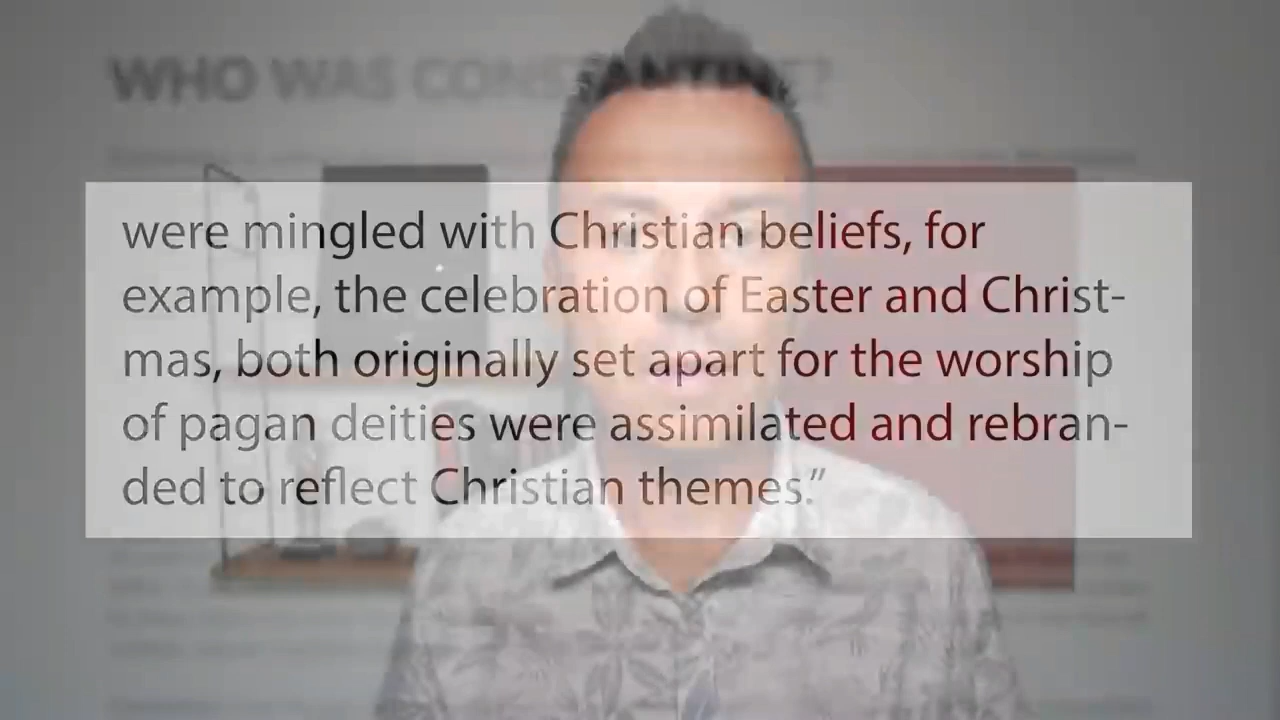 WHO WAS CONSTANTINE?
were mingled with Christian beliefs, for
example, the celebration of Easter and Christ-
mas, both originally set apart for the worship
of pagan deities were assimilated and rebran-
ded to reflect Christian themes.”